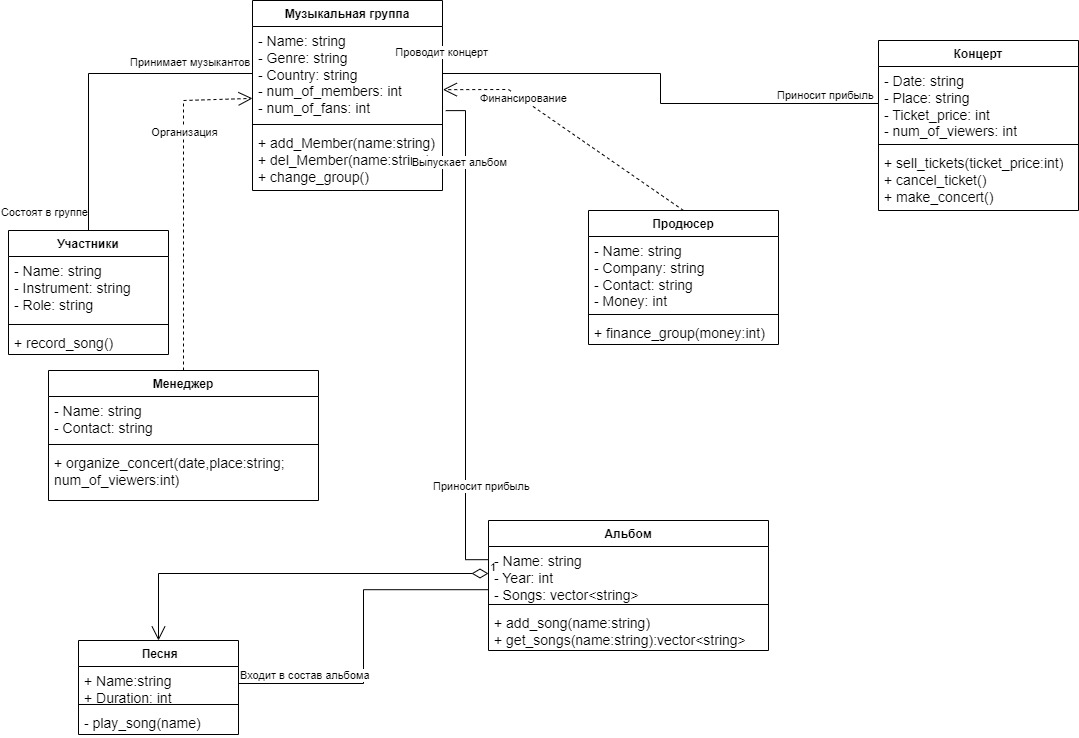 Музыкальная группа
- Name: string
- Genre: string
- Country: string
- num_of_members: int
- num_of_fans: int
+ add_Member(name:string)
+ del_Member(name:string
+ change_group()
Проводит концерт
Принимает музыкантов
Финансирование
Организация
Выпускает альбом
Приносит прибыль
Концерт
- Date: string
- Place: string
- Ticket_price: int
- num_of_viewers: int
+ sell_tickets(ticket_price:int)
+ cancel_ticket()
+ make_concert()
Состоят в группе
Участники
- Name: string
- Instrument: string
- Role: string
+ record_song()
Продюсер
- Name: string
- Company: string
- Contact: string
- Money: int
+ finance_group(money:int)
Менеджер
- Name: string
- Contact: string
+ organize_concert(date,place:string;
num_of_viewers:int)
Приносит прибыль
Альбом
- Name: string
1
- Year: int
- Songs: vector<string>
+ add_song(name:string)
+ get_songs(name:string):vector<string>
Песня
+ Name:string
+ Duration: int
- play_song(name)
Входит в состав альбома